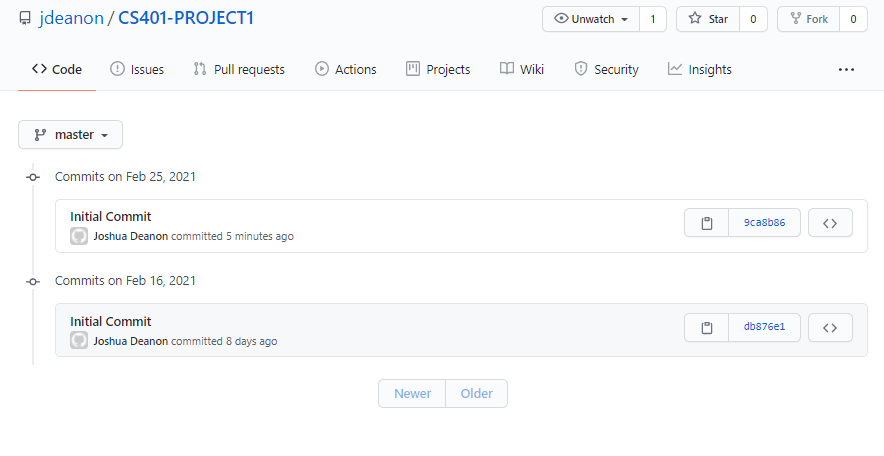 jdeanon / CS401-PROJECT1 Unwatch 1 Star 0 Fork 0
Code Issues Pull requests Actions Projects Wiki Security Insights ...
master
Commits on Feb 25, 2021
Initial Commit
Joshua Deanon committed 5 minutes ago
9ca8b86
Commits on Feb 16, 2021
Initial Commit
Joshua Deanon committed 8 days ago
db876e1
Newer Older